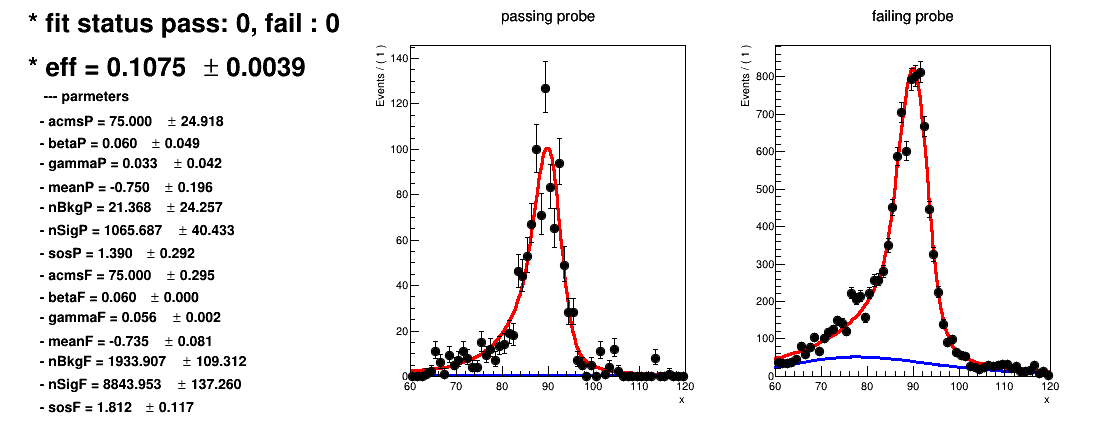 * fit status pass: 0, fail : 0
* eff = 0.1075 ± 0.0039
--- parmeters
- acmsP = 75.000 ± 24.918
- betaP = 0.060 ± 0.049
- gammaP = 0.033 ± 0.042
- meanP = -0.750 ± 0.196
- nBkgP = 21.368 ± 24.257
- nSigP = 1065.687 ± 40.433
- sosP = 1.390 ± 0.292
- acmsF = 75.000 ± 0.295
- betaF = 0.060 ± 0.000
- gammaF = 0.056 ± 0.002
- meanF = -0.735 ± 0.081
- nBkgF = 1933.907 ± 109.312
- nSigF = 8843.953 ± 137.260
- sosF = 1.812 ± 0.117
passing probe
Events / ( 1 )
140
120
100
80
60
40
20
0
60 70 80 90 100 110 120
x
failing probe
Events / ( 1 )
800
700
600
500
400
300
200
100
0
60 70 80 90 100 110 120
x